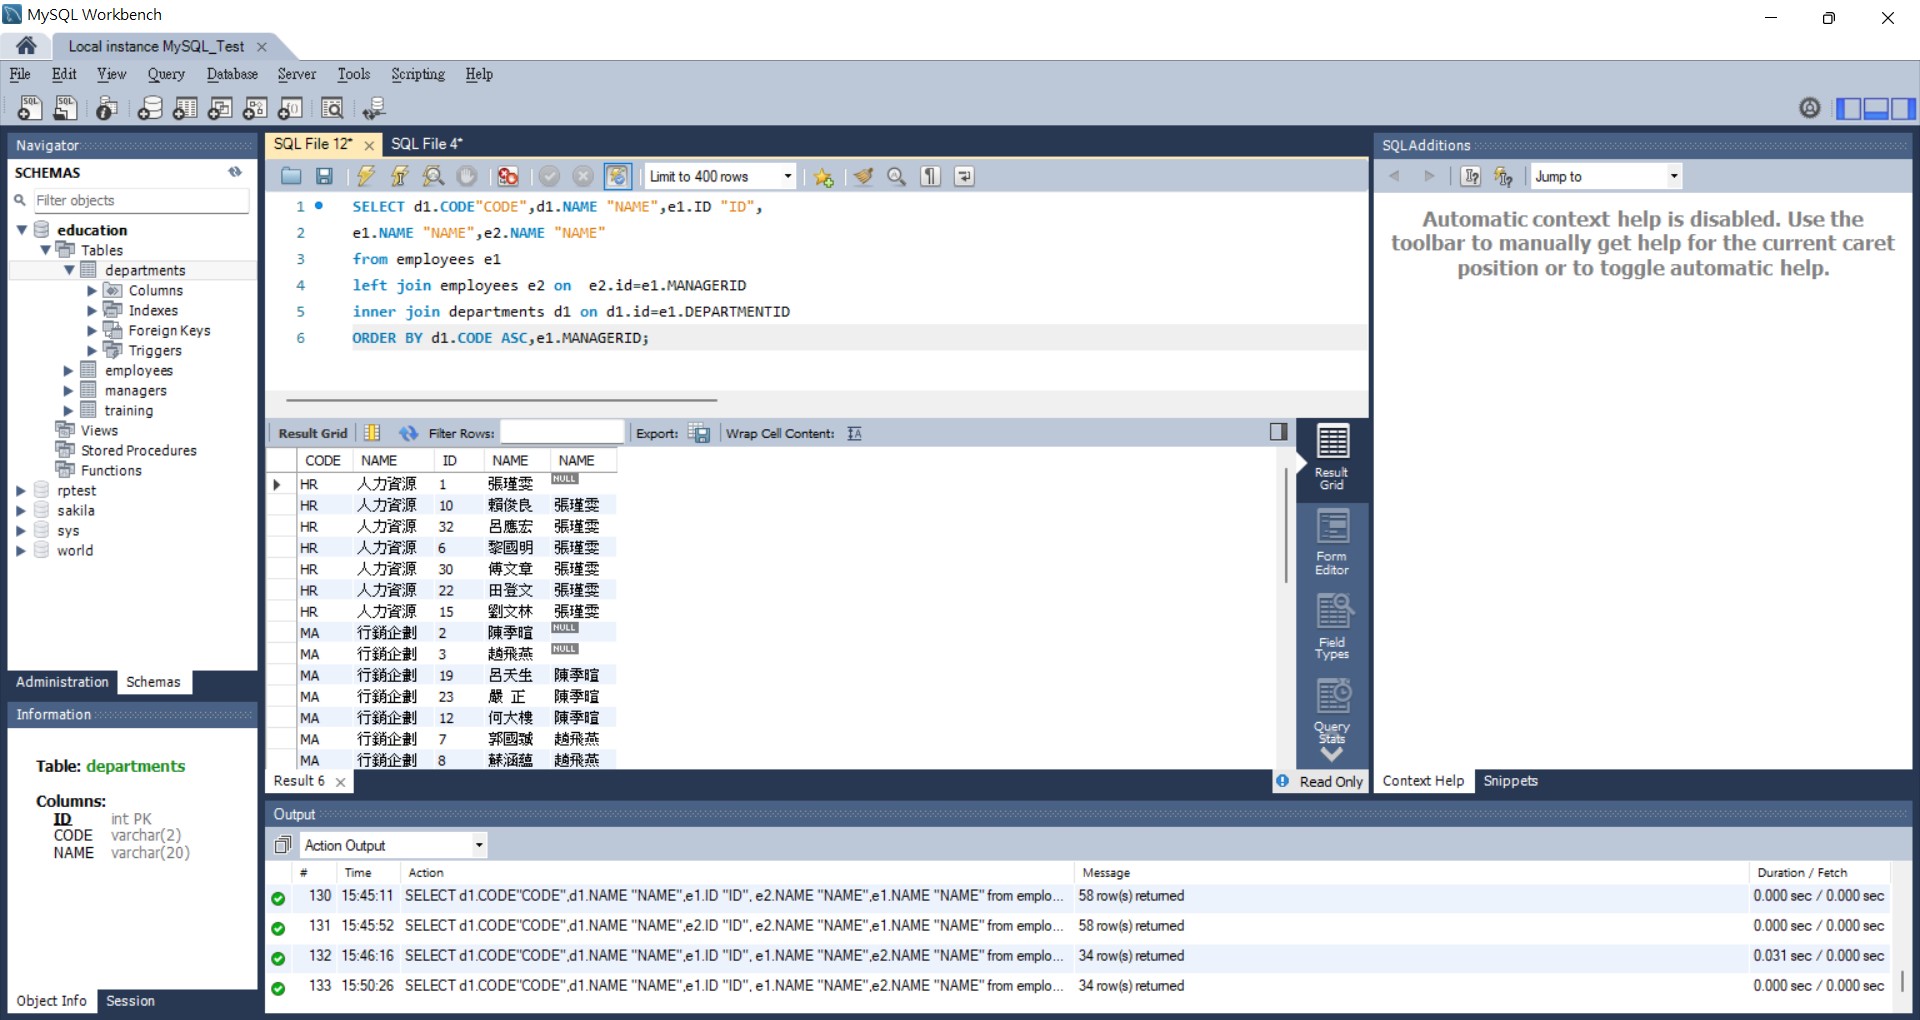 MySQL Workbench
Local instance MySQL_Test
File Edit View Query Database Server Tools Scripting Help
Navigator
SCHEMAS
Filter objects
education
Tables
departments
Columns
Indexes
Foreign Keys
Triggers
employees
managers
training
Views
Stored Procedures
Functions
rptest
sakila
sys
world
Administration Schemas
Information
Table: departments
Columns:
ID int PK
CODE varchar(2)
NAME varchar(20)
Object Info Session
SQL File 12* SQL File 4*
Limit to 400 rows
1 SELECT d1.CODE"CODE",d1.NAME "NAME",e1.ID "ID",
2 e1.NAME "NAME",e2.NAME "NAME"
3 from employees e1
4 left join employees e2 on e2.id=e1.MANAGERID
5 inner join departments d1 on d1.id=e1.DEPARTMENTID
6 ORDER BY d1.CODE ASC,e1.MANAGERID;
Result Grid Filter Rows: Export: Wrap Cell Content:
CODE NAME ID NAME NAME
HR 人力資源 1 張瑾雯 NULL
HR 人力資源 10 賴俊良 張瑾雯
HR 人力資源 32 呂應宏 張瑾雯
HR 人力資源 6 黎國明 張瑾雯
HR 人力資源 30 傅文章 張瑾雯
HR 人力資源 22 田登文 張瑾雯
HR 人力資源 15 劉文林 張瑾雯
MA 行銷企劃 2 陳季暄 NULL
MA 行銷企劃 3 趙飛燕 NULL
MA 行銷企劃 19 呂天生 陳季暄
MA 行銷企劃 23 嚴 正 陳季暄
MA 行銷企劃 12 何大樓 陳季暄
MA 行銷企劃 7 郭國臹 趙飛燕
MA 行銷企劃 8 蘇涵蘊 趙飛燕
Result 6
Result Grid
Form Editor
Field Types
Query Stats
Read Only
SQLAdditions
Jump to
Automatic context help is disabled. Use the
toolbar to manually get help for the current caret
position or to toggle automatic help.
Context Help Snippets
Output
Action Output
# Time Action Message Duration / Fetch
130 15:45:11 SELECT d1.CODE"CODE",d1.NAME "NAME",e1.ID "ID", e2.NAME "NAME",e1.NAME "NAME" from emplo... 58 row(s) returned 0.000 sec / 0.000 sec
131 15:45:52 SELECT d1.CODE"CODE",d1.NAME "NAME",e2.ID "ID", e2.NAME "NAME",e1.NAME "NAME" from emplo... 58 row(s) returned 0.000 sec / 0.000 sec
132 15:46:16 SELECT d1.CODE"CODE",d1.NAME "NAME",e1.ID "ID", e1.NAME "NAME",e2.NAME "NAME" from emplo... 34 row(s) returned 0.031 sec / 0.000 sec
133 15:50:26 SELECT d1.CODE"CODE",d1.NAME "NAME",e1.ID "ID", e1.NAME "NAME",e2.NAME "NAME" from emplo... 34 row(s) returned 0.000 sec / 0.000 sec